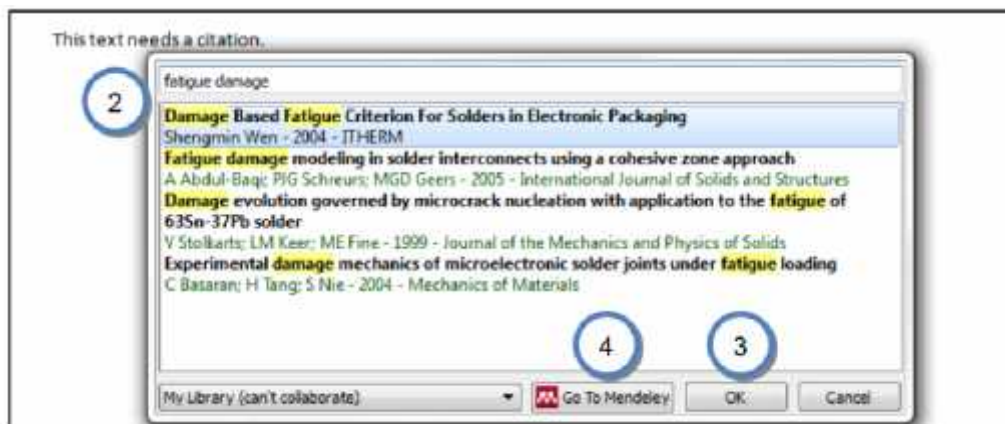 This text needs a citation.
2
fatigue damage
Damage Based Fatigue Criterion For Solders in Electronic Packaging
Shengmin Wen - 2004 - ITHERM
Fatigue damage modeling in solder interconnects using a cohesive zone approach
A Abdul-Baqi; PJG Schreurs; MGD Geers - 2005 - International Journal of Solids and Structures
Damage evolution governed by microcrack nucleation with application to the fatigue of
63Sn-37Pb solder
V Stolkarts; LM Keer; ME Fine - 1999 - Journal of the Mechanics and Physics of Solids
Experimental damage mechanics of microelectronic solder joints under fatigue loading
C Basaran; H Tang; S Nie - 2004 - Mechanics of Materials
4
3
My Library (can't collaborate)
Go To Mendeley
OK
Cancel